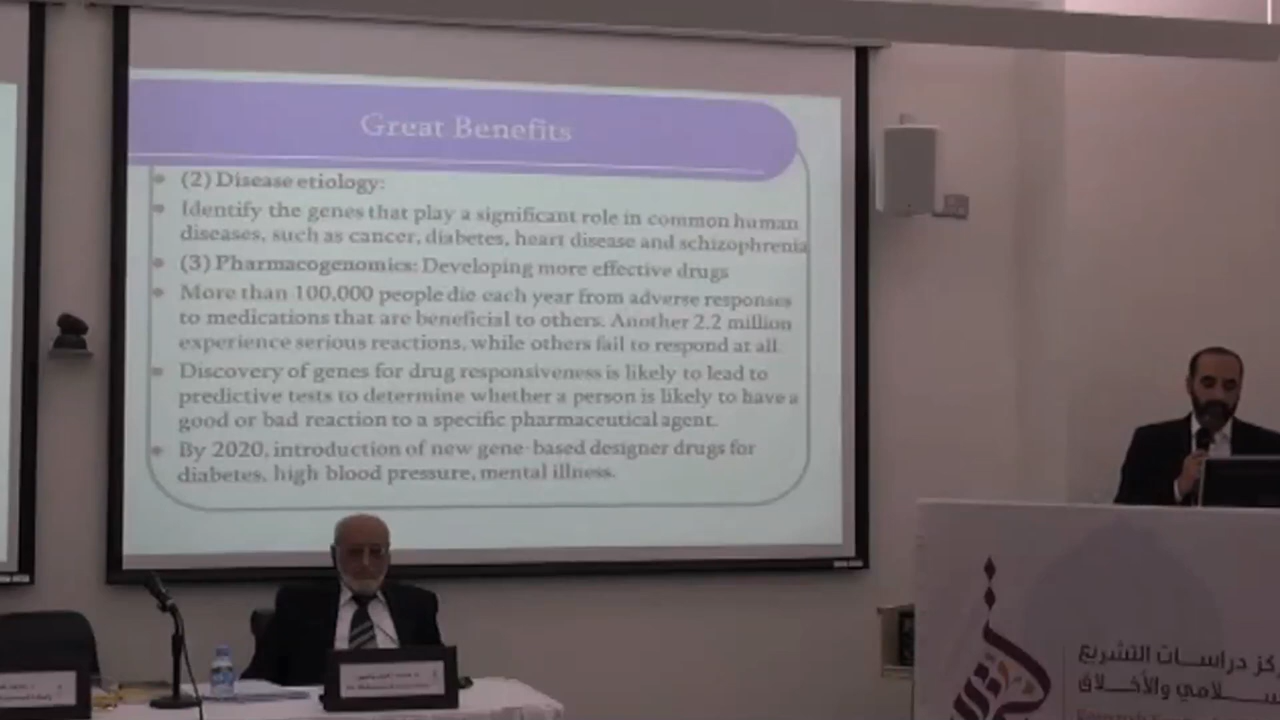 Great Benefits
(2) Disease etiology:
Identify the genes that play a significant role in common human
diseases, such as cancer, diabetes, heart disease and schizophrenia
(3) Pharmacogenomics: Developing more effective drugs
More than 100,000 people die each year from adverse responses
to medications that are beneficial to others. Another 2.2 million
experience serious reactions, while others fail to respond at all.
Discovery of genes for drug responsiveness is likely to lead to
predictive tests to determine whether a person is likely to have a
good or bad reaction to a specific pharmaceutical agent.
By 2020, introduction of new gene-based designer drugs for
diabetes, high blood pressure, mental illness.
دراسات التشريع
والأخلاق